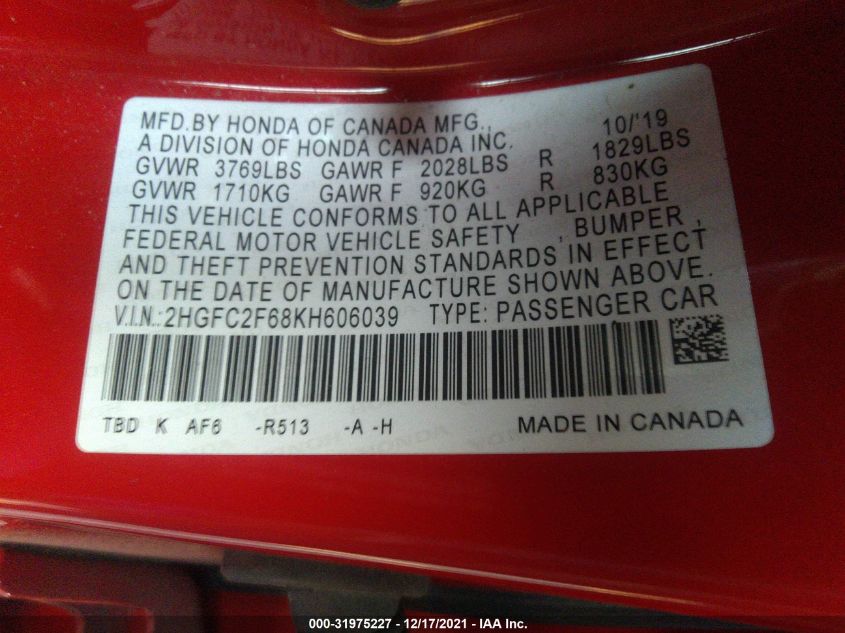 MFD.BY HONDA OF CANADA MFG., 10/'19
A DIVISION OF HONDA CANADA INC.
GVWR 3769LBS GAWR F 2028LBS R 1829LBS
GVWR 1710KG GAWR F 920KG R 830KG
THIS VEHICLE CONFORMS TO ALL APPLICABLE
FEDERAL MOTOR VEHICLE SAFETY , BUMPER ,
AND THEFT PREVENTION STANDARDS IN EFFECT
ON THE DATE OF MANUFACTURE SHOWN ABOVE.
V.I.N.: 2HGFC2F68KH606039 TYPE: PASSENGER CAR
TBD K AF6 -R513 -A -H MADE IN CANADA
000-31975227 - 12/17/2021 - IAA Inc.